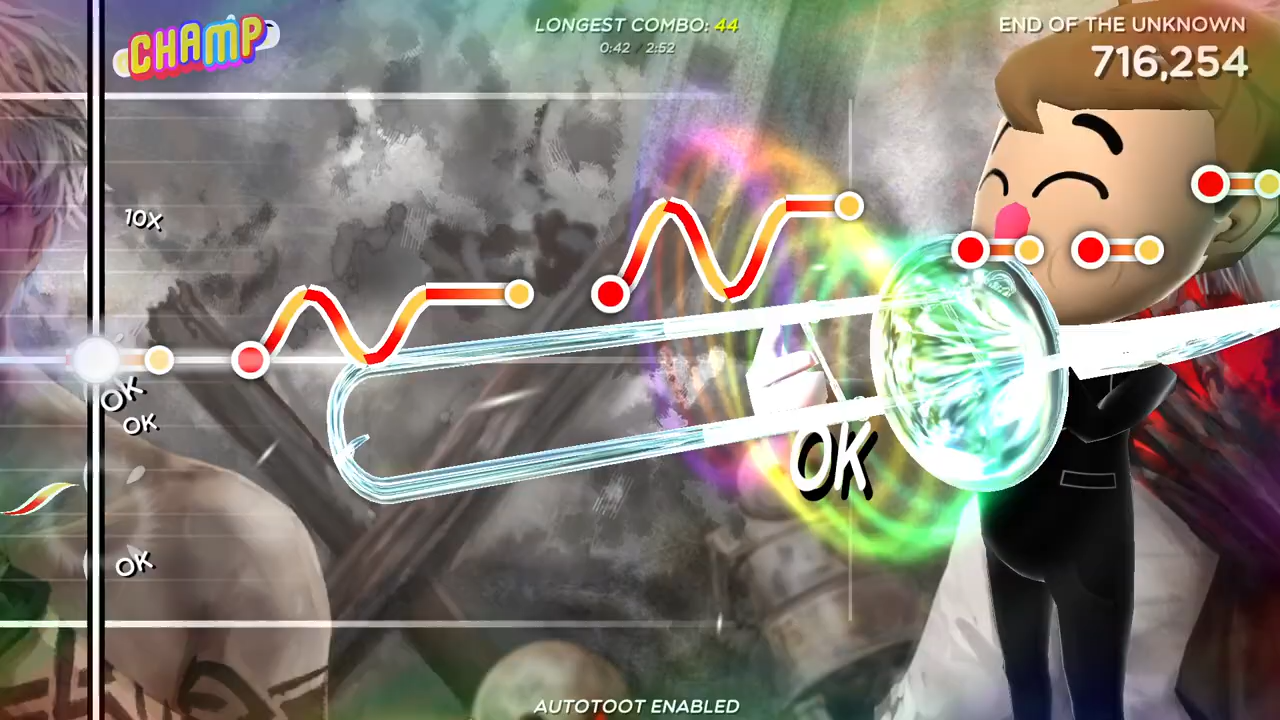 CHAMP
LONGEST COMBO: 44
0:42 / 2:52
END OF THE UNKNOWN
716,254
10X
OK
OK
OK
OK
AUTOTOOT ENABLED